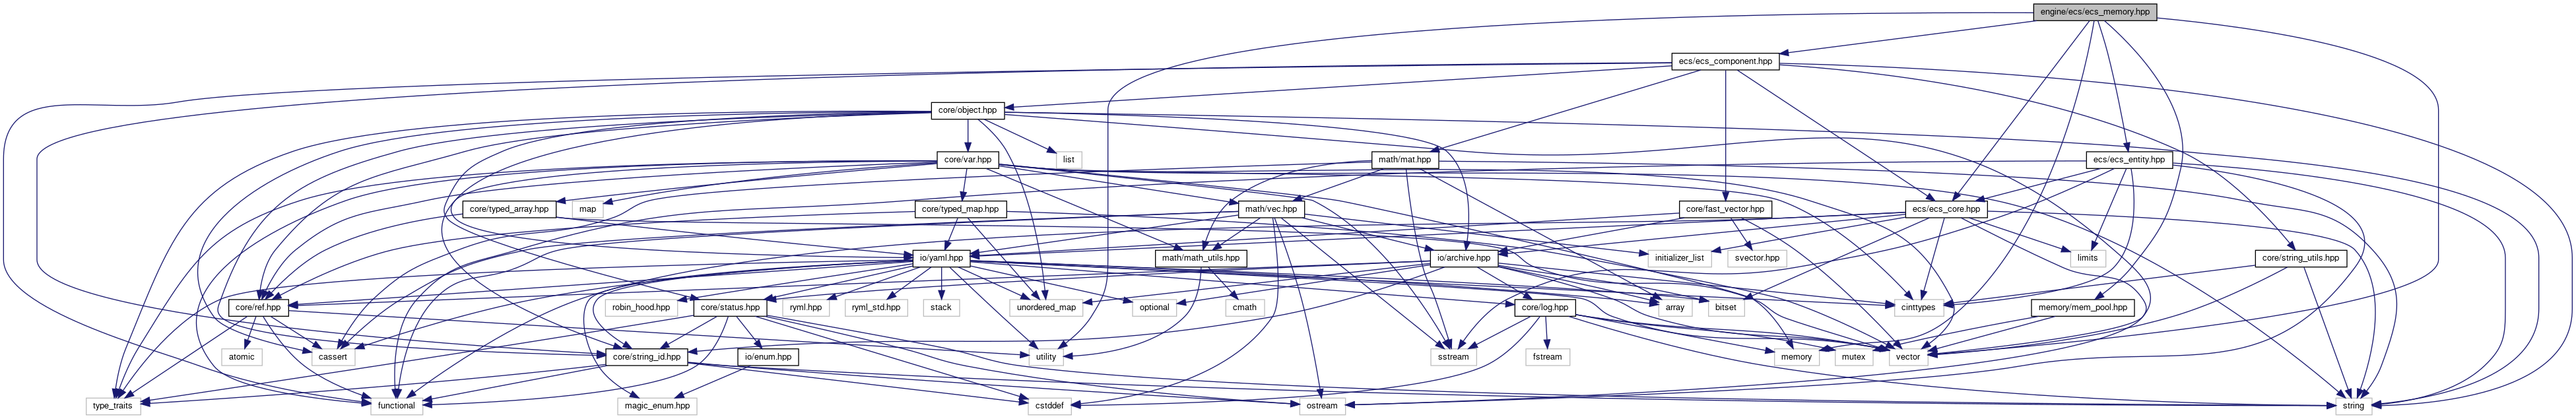 engine/ecs/ecs_memory.hpp
ecs/ecs_component.hpp
core/object.hpp
core/var.hpp
list
math/mat.hpp
ecs/ecs_entity.hpp
core/typed_array.hpp
map
core/typed_map.hpp
math/vec.hpp
core/fast_vector.hpp
ecs/ecs_core.hpp
io/yaml.hpp
math/math_utils.hpp
io/archive.hpp
initializer_list
svector.hpp
limits
core/string_utils.hpp
core/ref.hpp
robin_hood.hpp
core/status.hpp
ryml.hpp
ryml_std.hpp
stack
unordered_map
optional
cmath
core/log.hpp
array
bitset
cinttypes
memory/mem_pool.hpp
atomic
cassert
core/string_id.hpp
io/enum.hpp
utility
sstream
fstream
memory
mutex
vector
type_traits
functional
magic_enum.hpp
cstddef
ostream
string